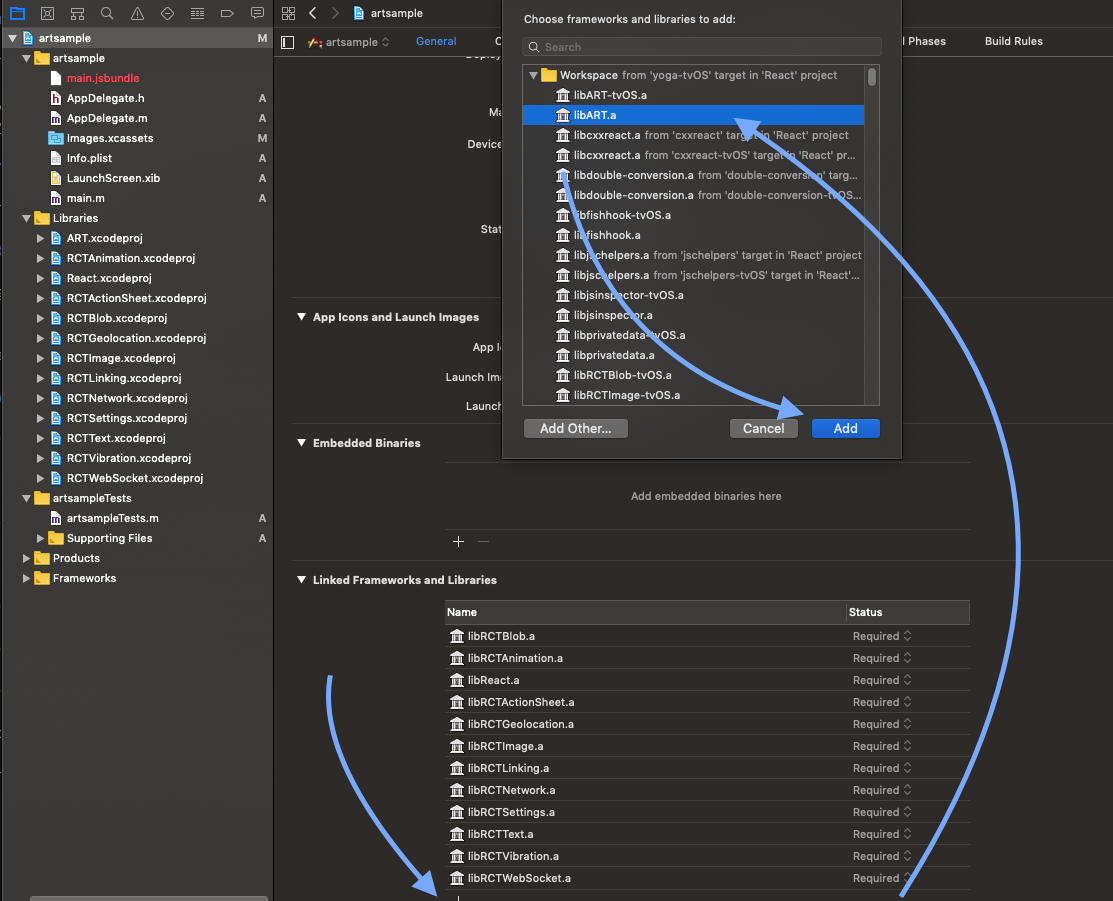 artsample
Choose frameworks and libraries to add:
artsample M
artsample General Phases Build Rules
Search
artsample
Workspace from 'yoga-tvOS' target in 'React' project
main.jsbundle
libART-tvOS.a
AppDelegate.h A
libART.a
AppDelegate.m A
libcxxreact.a from 'cxxreact' target in 'React' project
Images.xcassets M
libcxxreact.a from 'cxxreact-tvOS' target in 'React' pr...
Info.plist A
libdouble-conversion.a from 'double-conversion' targ...
LaunchScreen.xib A
libdouble-conversion.a from 'double-conversion-tvOS...
main.m A
libfishhook-tvOS.a
Libraries
libfishhook.a
ART.xcodeproj
libjschelpers.a from 'jschelpers' target in 'React' project
RCTAnimation.xcodeproj
libjschelpers.a from 'jschelpers-tvOS' target in 'React'...
React.xcodeproj
libjsinspector-tvOS.a
RCTActionSheet.xcodeproj
libjsinspector.a
RCTBlob.xcodeproj
App Icons and Launch Images
libprivatedata-tvOS.a
RCTGeolocation.xcodeproj
libprivatedata.a
RCTImage.xcodeproj
libRCTBlob-tvOS.a
RCTLinking.xcodeproj
libRCTImage-tvOS.a
RCTNetwork.xcodeproj
Launch
RCTSettings.xcodeproj
Add Other... Cancel Add
RCTText.xcodeproj
Embedded Binaries
RCTVibration.xcodeproj
RCTWebSocket.xcodeproj
artsampleTests
Add embedded binaries here
artsampleTests.m A
Supporting Files A
Products
Frameworks
Linked Frameworks and Libraries
Name Status
libRCTBlob.a Required
libRCTAnimation.a Required
libReact.a Required
libRCTActionSheet.a Required
libRCTGeolocation.a Required
libRCTImage.a Required
libRCTLinking.a Required
libRCTNetwork.a Required
libRCTSettings.a Required
libRCTText.a Required
libRCTVibration.a Required
libRCTWebSocket.a Required